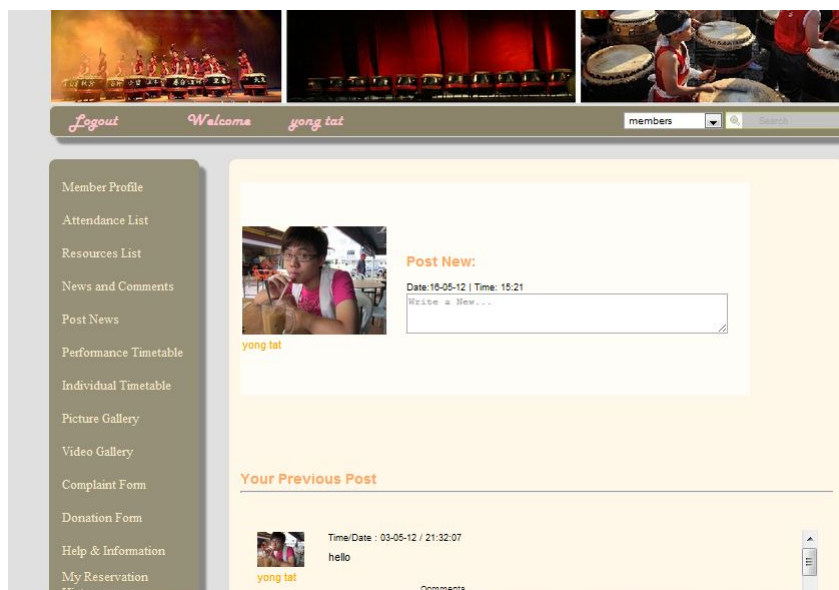 Logout Welcome yong tat members Search
Member Profile
Attendance List
Resources List
News and Comments
Post News
Performance Timetable
Individual Timetable
Picture Gallery
Video Gallery
Complaint Form
Donation Form
Help & Information
My Reservation
Post New:
Date:16-05-12 | Time: 15:21
Write a New...
yong tat
Your Previous Post
Time/Date : 03-05-12 / 21:32:07
hello
yong tat
Comments